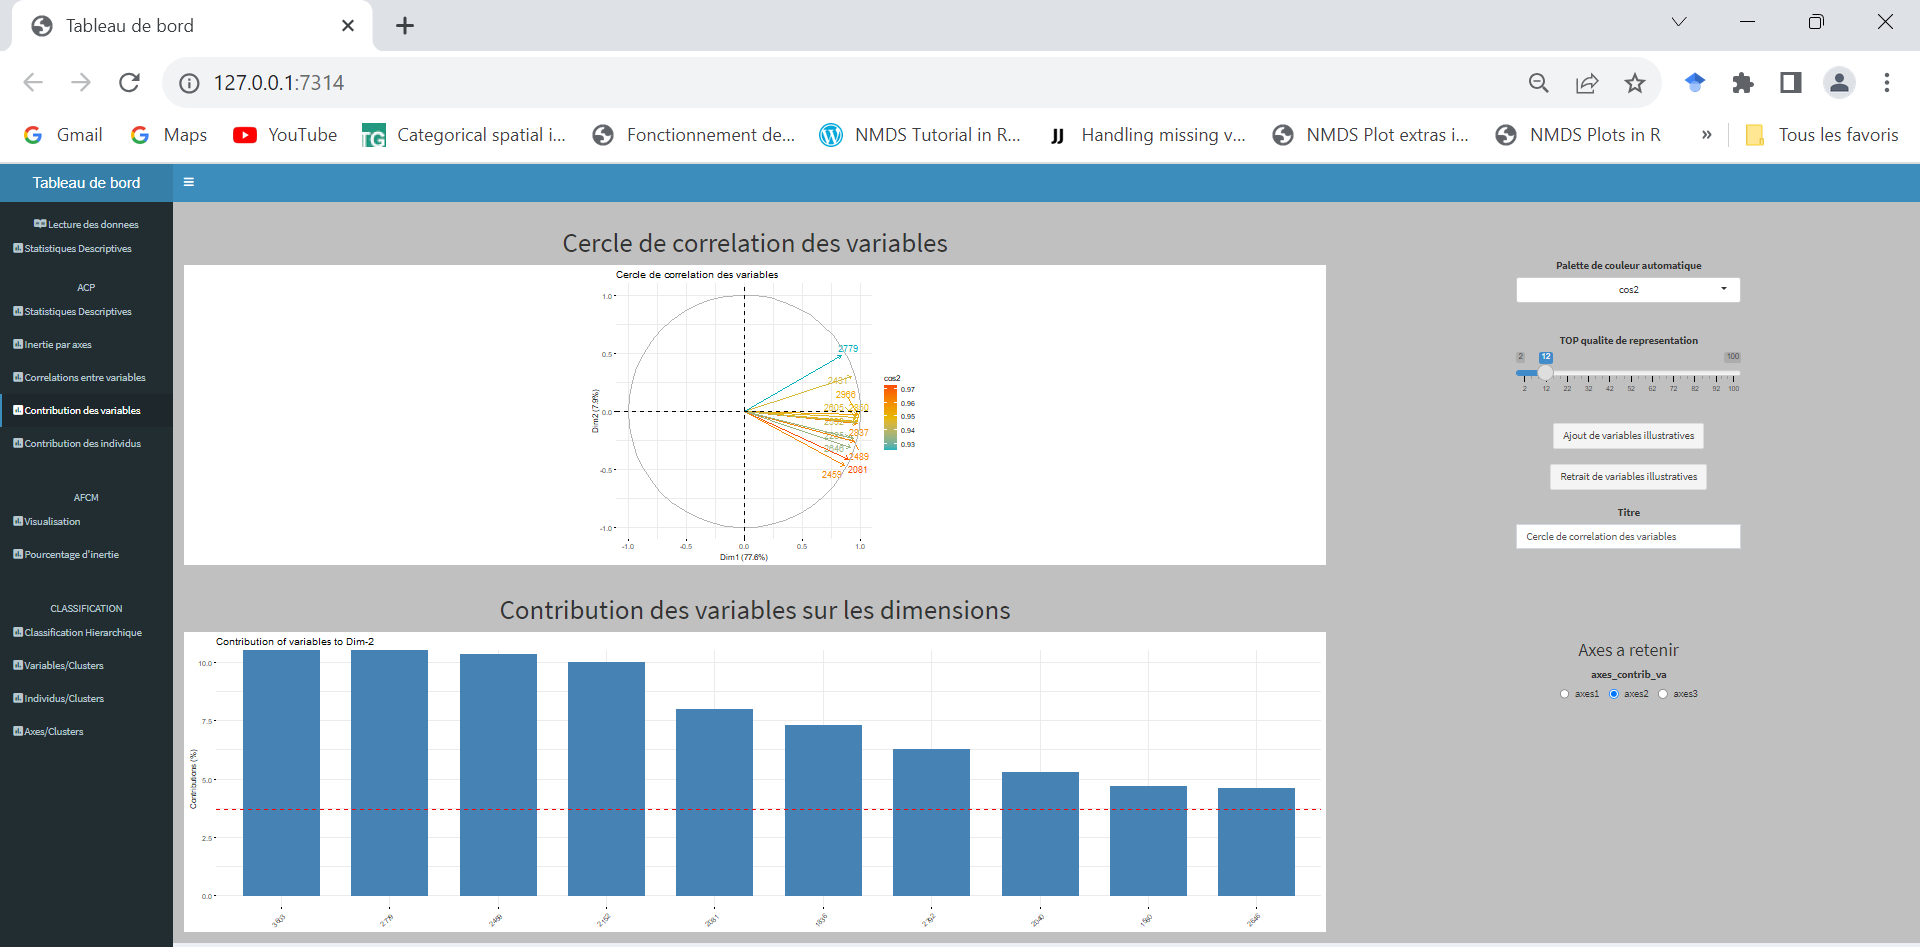 Tableau de bord
127.0.0.1:7314
Gmail
Maps
YouTube
Categorical spatial i...
Fonctionnement de...
NMDS Tutorial in R...
Handling missing v...
NMDS Plot extras i...
NMDS Plots in R
»
Tous les favoris
Tableau de bord
Lecture des donnees
Statistiques Descriptives
ACP
Statistiques Descriptives
Inertie par axes
Correlations entre variables
Contribution des variables
Contribution des individus
AFCM
Visualisation
Pourcentage d'inertie
CLASSIFICATION
Classification Hierarchique
Variables/Clusters
Individus/Clusters
Axes/Clusters
Cercle de correlation des variables
Cercle de correlation des variables
1.0
0.5
0.0
-0.5
-1.0
Dim2 (7.9%)
2779
2937
2489
2081
-1.0 -0.5 0.0 0.5 1.0
Dim1 (77.6%)
cos2
0.97
0.96
0.95
0.94
0.93
Contribution des variables sur les dimensions
Contribution of variables to Dim-2
10.0
7.5
5.0
2.5
0.0
Contributions (%)
2779
2152
2081
Palette de couleur automatique
cos2
TOP qualite de representation
2 12 100
2 12 22 32 42 52 62 72 82 92 100
Ajout de variables illustratives
Retrait de variables illustratives
Titre
Cercle de correlation des variables
Axes a retenir
axes_contrib_va
axes1 axes2 axes3